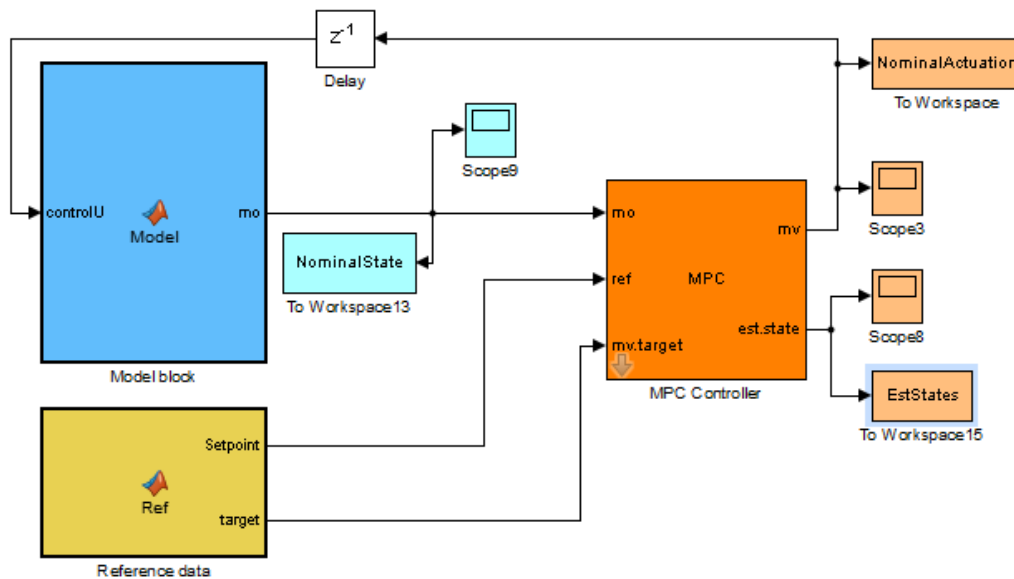 Z-1
Delay
NominalActuation
To Workspace
Scope9
Scope3
controlU
Model
mo
NominalState
To Workspace13
mo
mv
ref
MPC
est.state
mv.target
Scope8
Model block
MPC Controller
EstStates
To Workspace15
Setpoint
Ref
target
Reference data